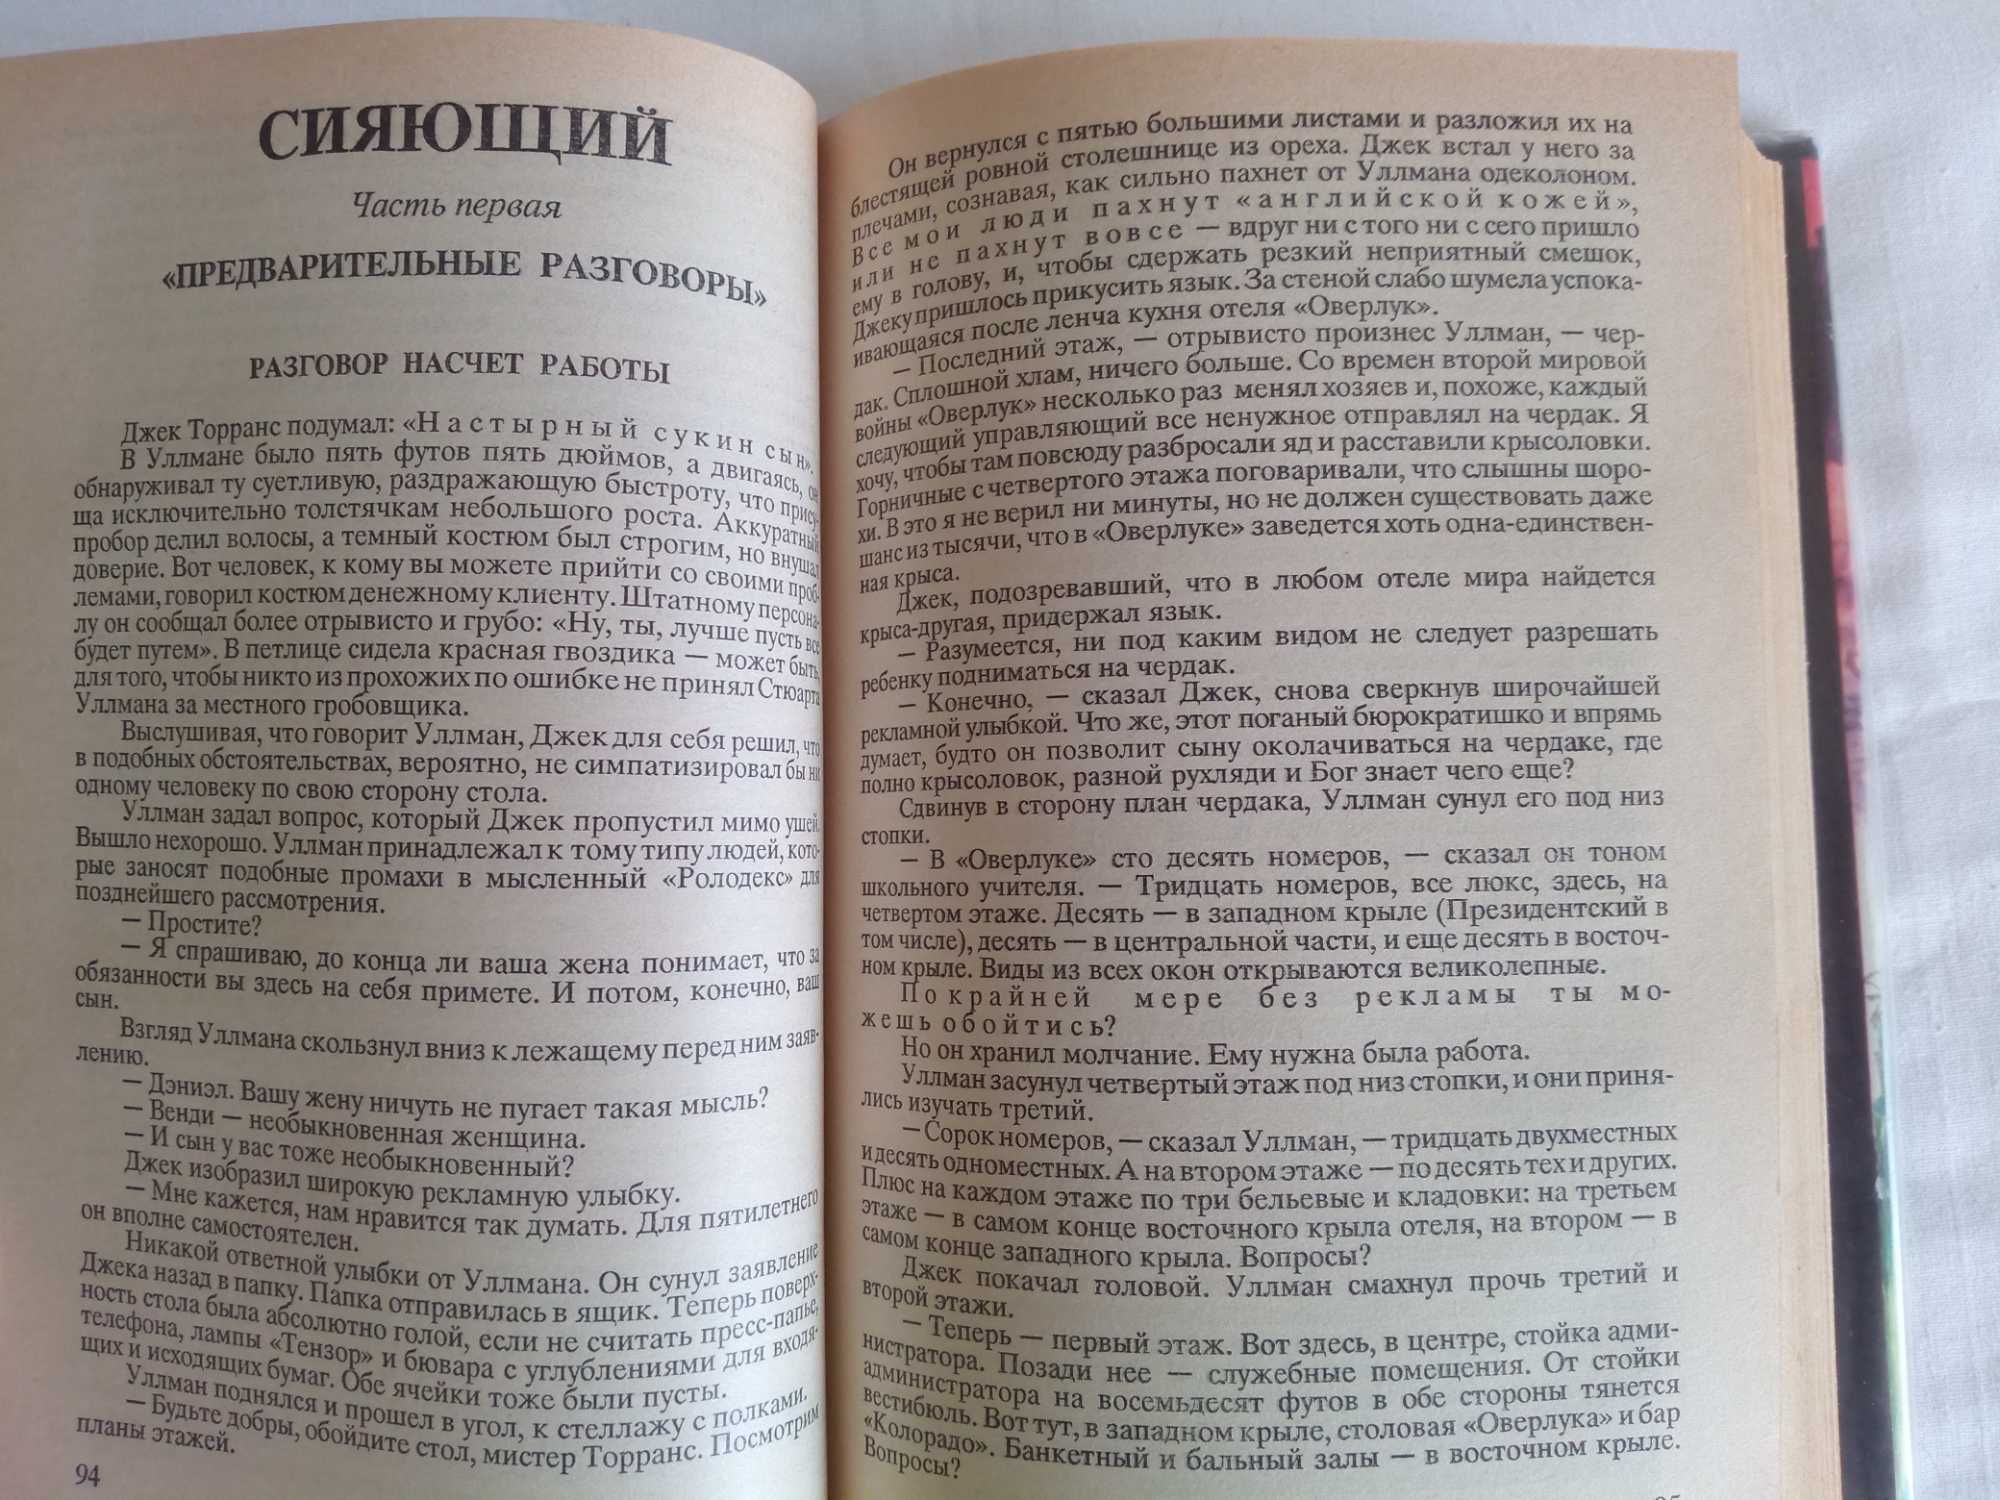 СИЯЮЩИЙ
Часть первая
«ПРЕДВАРИТЕЛЬНЫЕ РАЗГОВОРЫ»
РАЗГОВОР НАСЧЕТ РАБОТЫ
Джек Торранс подумал: «Настырный сукин сын».
В Уллмане было пять футов пять дюймов, а двигаясь, он
обнаруживал ту суетливую, раздражающую быстроту, что прису-
ща исключительно толстячкам небольшого роста. Аккуратный
пробор делил волосы, а темный костюм был строгим, но внушал
доверие. Вот человек, к кому вы можете прийти со своими проб-
лемами, говорил костюм денежному клиенту. Штатному персона-
лу он сообщал более отрывисто и грубо: «Ну, ты, лучше пусть все
будет путем». В петлице сидела красная гвоздика — может быть,
для того, чтобы никто из прохожих по ошибке не принял Стюарта
Уллмана за местного гробовщика.
Выслушивая, что говорит Уллман, Джек для себя решил, что
в подобных обстоятельствах, вероятно, не симпатизировал бы ни
одному человеку по свою сторону стола.
Уллман задал вопрос, который Джек пропустил мимо ушей.
Вышло нехорошо. Уллман принадлежал к тому типу людей, кото-
рые заносят подобные промахи в мысленный «Ролодекс» для
позднейшего рассмотрения.
— Простите?
— Я спрашиваю, до конца ли ваша жена понимает, что за
обязанности вы здесь на себя примете. И потом, конечно, ваш
сын.
Взгляд Уллмана скользнул вниз к лежащему перед ним заяв-
лению.
— Дэниэл. Вашу жену ничуть не пугает такая мысль?
— Венди — необыкновенная женщина.
— И сын у вас тоже необыкновенный?
Джек изобразил широкую рекламную улыбку.
— Мне кажется, нам нравится так думать. Для пятилетнего
он вполне самостоятелен.
Никакой ответной улыбки от Уллмана. Он сунул заявление
Джека назад в папку. Папка отправилась в ящик. Теперь поверх-
ность стола была абсолютно голой, если не считать пресс-папье,
телефона, лампы «Тензор» и бювара с углублениями для входя-
щих и исходящих бумаг. Обе ячейки тоже были пусты.
Уллман поднялся и прошел в угол, к стеллажу с полками.
— Будьте добры, обойдите стол, мистер Торранс. Посмотрим
планы этажей.
94
Он вернулся с пятью большими листами и разложил их на
блестящей ровной столешнице из ореха. Джек встал у него за
плечами, сознавая, как сильно пахнет от Уллмана одеколоном.
Все мои люди пахнут «английской кожей»,
или не пахнут вовсе — вдруг ни с того ни с сего пришло
ему в голову, и, чтобы сдержать резкий неприятный смешок,
Джеку пришлось прикусить язык. За стеной слабо шумела успока-
ивающаяся после ленча кухня отеля «Оверлук».
— Последний этаж, — отрывисто произнес Уллман, — чер-
дак. Сплошной хлам, ничего больше. Со времен второй мировой
войны «Оверлук» несколько раз менял хозяев и, похоже, каждый
следующий управляющий все ненужное отправлял на чердак. Я
хочу, чтобы там повсюду разбросали яд и расставили крысоловки.
Горничные с четвертого этажа поговаривали, что слышны шоро-
хи. В это я не верил ни минуты, но не должен существовать даже
шанс из тысячи, что в «Оверлуке» заведется хоть одна-единствен-
ная крыса.
Джек, подозревавший, что в любом отеле мира найдется
крыса-другая, придержал язык.
— Разумеется, ни под каким видом не следует разрешать
ребенку подниматься на чердак.
— Конечно, — сказал Джек, снова сверкнув широчайшей
рекламной улыбкой. Что же, этот поганый бюрократишко и впрямь
думает, будто он позволит сыну околачиваться на чердаке, где
полно крысоловок, разной рухляди и Бог знает чего еще?
Сдвинув в сторону план чердака, Уллман сунул его под низ
стопки.
— В «Оверлуке» сто десять номеров, — сказал он тоном
школьного учителя. — Тридцать номеров, все люкс, здесь, на
четвертом этаже. Десять — в западном крыле (Президентский в
том числе), десять — в центральной части, и еще десять в восточ-
ном крыле. Виды из всех окон открываются великолепные.
По крайней мере без рекламы ты мо-
жешь обойтись?
Но он хранил молчание. Ему нужна была работа.
Уллман засунул четвертый этаж под низ стопки, и они приня-
лись изучать третий.
— Сорок номеров, — сказал Уллман, — тридцать двухместных
и десять одноместных. А на втором этаже — по десять тех и других.
Плюс на каждом этаже по три бельевые и кладовки: на третьем
этаже — в самом конце восточного крыла отеля, на втором — в
самом конце западного крыла. Вопросы?
Джек покачал головой. Уллман смахнул прочь третий и
второй этажи.
— Теперь — первый этаж. Вот здесь, в центре, стойка адми-
нистратора. Позади нее — служебные помещения. От стойки
администратора на восемьдесят футов в обе стороны тянется
вестибюль. Вот тут, в западном крыле, столовая «Оверлука» и бар
«Колорадо». Банкетный и бальный залы — в восточном крыле.
Вопросы?